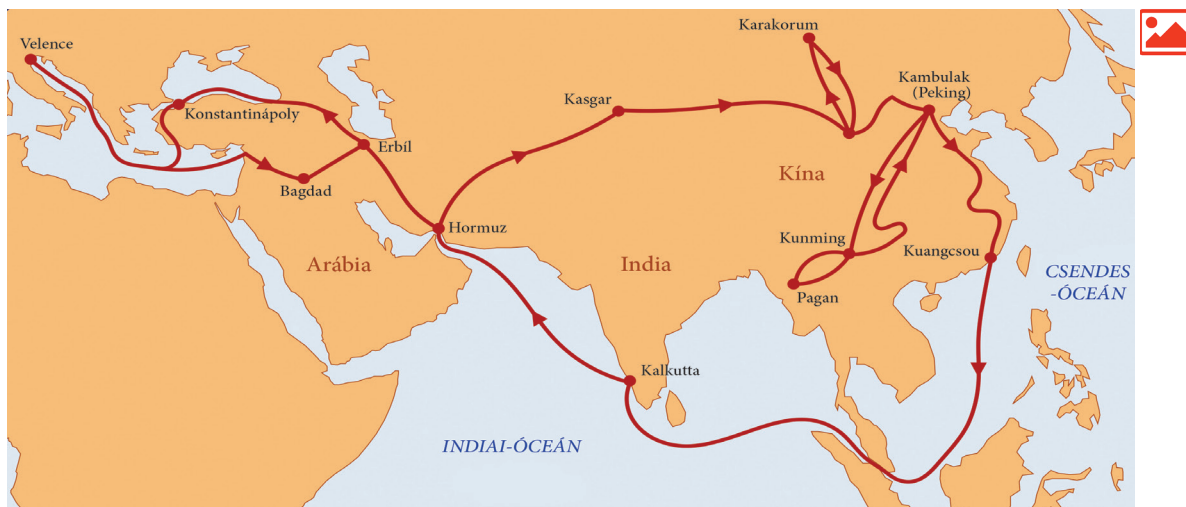 Velence
Karakorum
Kambulak
(Peking)
Kasgar
Konstantinápoly
Erbíl
Kína
Bagdad
Hormuz
Kunming
Kuangcsou
Arábia
India
CSENDES
-ÓCEÁN
Pagan
Kalkutta
INDIAI-ÓCEÁN